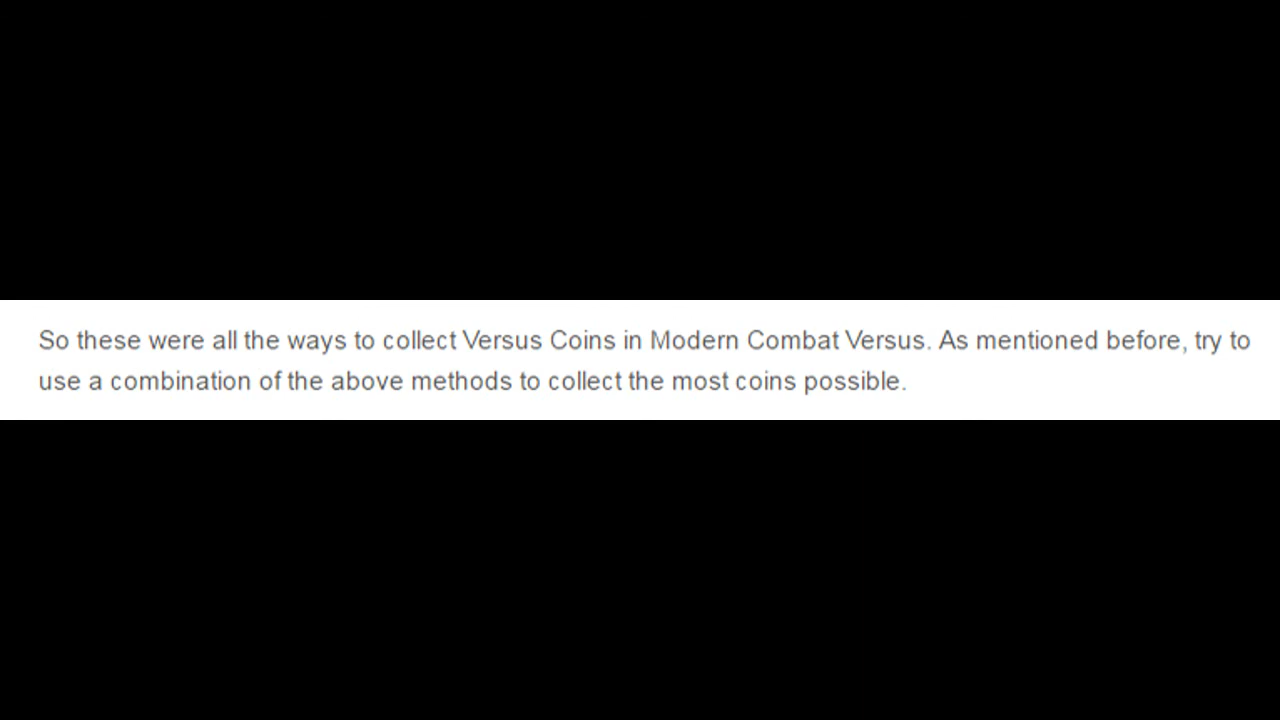 So these were all the ways to collect Versus Coins in Modern Combat Versus. As mentioned before, try to
use a combination of the above methods to collect the most coins possible.